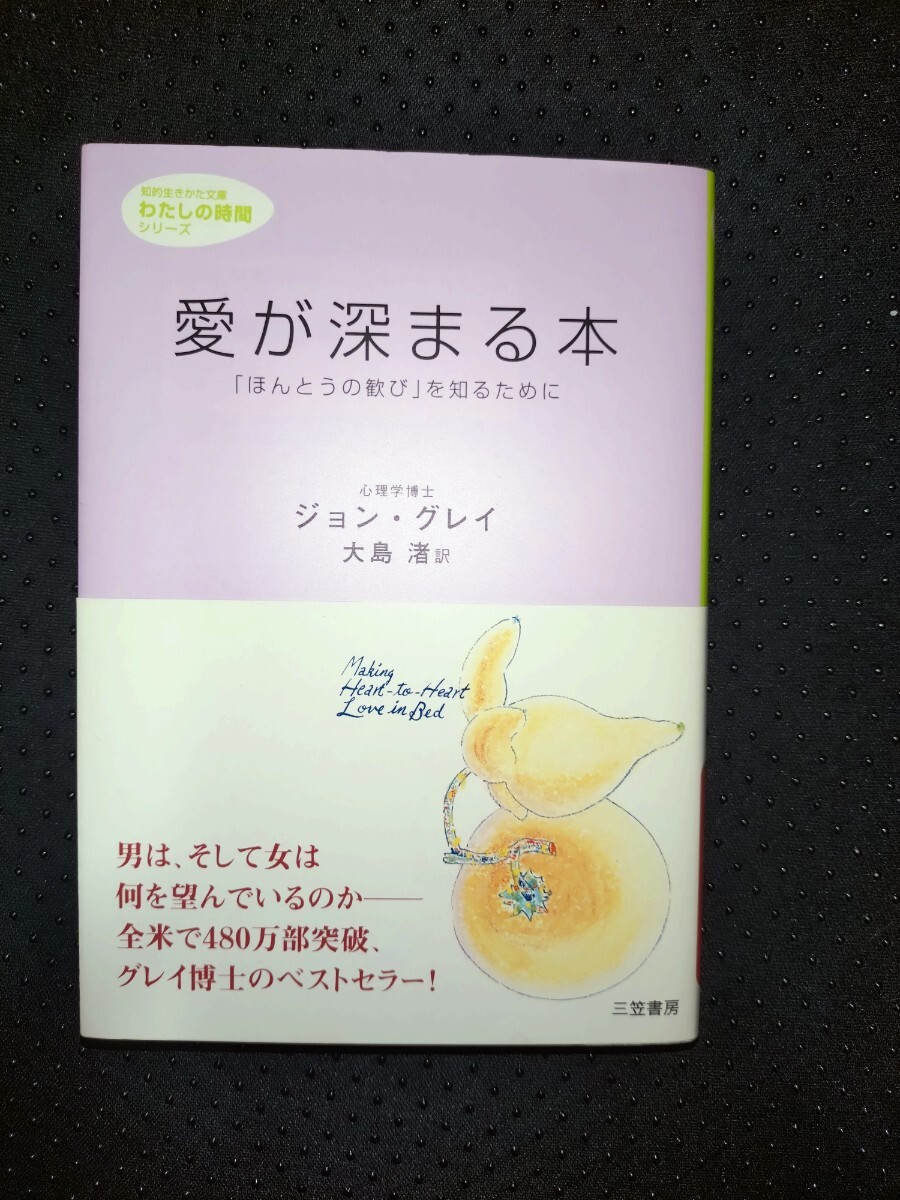 知的生きかた文庫
わたしの時間
シリーズ
愛が深まる本
「ほんとうの歓び」を知るために
心理学博士
ジョン・グレイ
大島 渚訳
Making
Heart-to-Heart
Love in Bed
男は、そして女は
何を望んでいるのか――
全米で480万部突破、
グレイ博士のベストセラー！
三笠書房